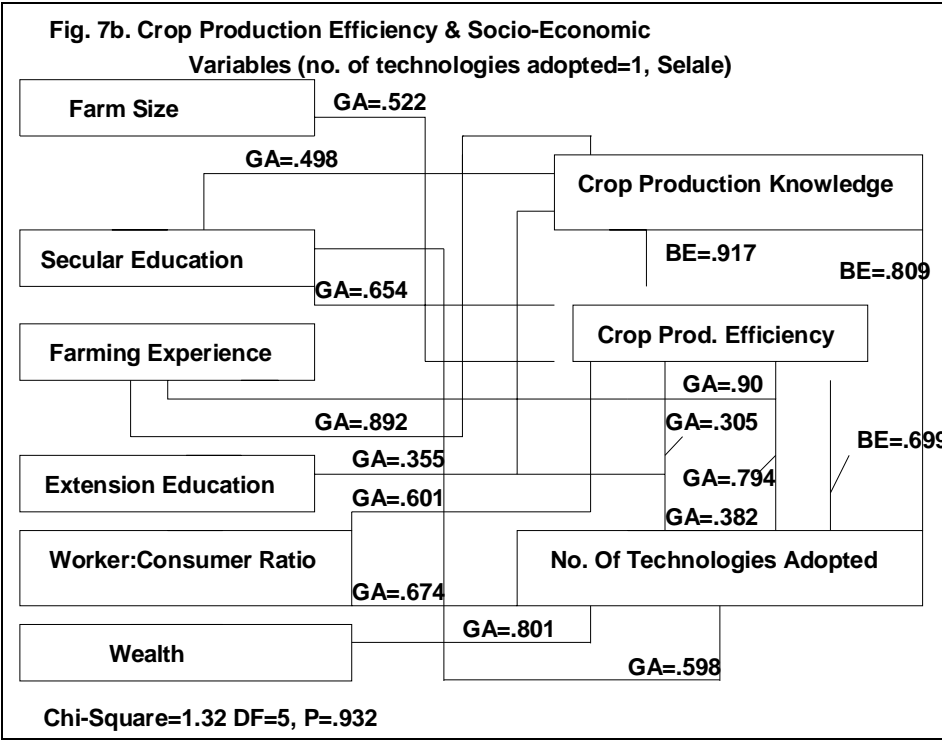 Fig. 7b. Crop Production Efficiency & Socio-Economic
Variables (no. of technologies adopted=1, Selale)
Farm Size
GA=.522
GA=.498
Crop Production Knowledge
Secular Education
BE=.917
BE=.809
GA=.654
Crop Prod. Efficiency
Farming Experience
GA=.90
GA=.892
GA=.305
BE=.699
GA=.355
Extension Education
GA=.794
GA=.601
GA=.382
Worker:Consumer Ratio
No. Of Technologies Adopted
GA=.674
GA=.801
Wealth
GA=.598
Chi-Square=1.32 DF=5, P=.932